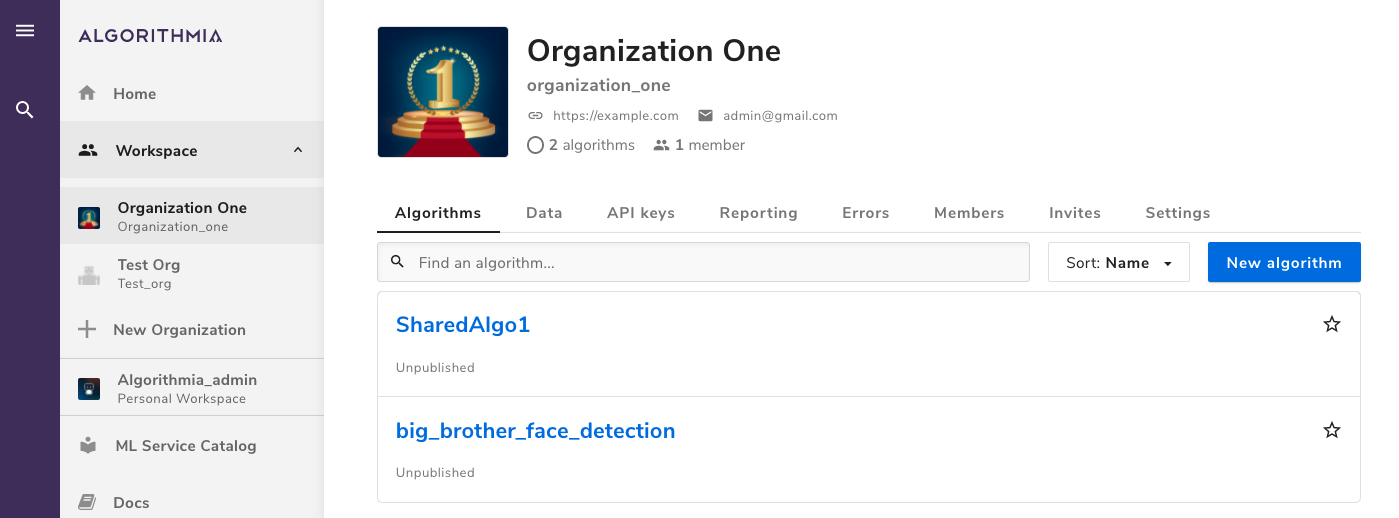 ALGORITHMIA
Home
Workspace
Organization One
Organization_one
Test Org
Test_org
New Organization
Algorithmia_admin
Personal Workspace
ML Service Catalog
Docs
1
Organization One
organization_one
https://example.com admin@gmail.com
2 algorithms 1 member
Algorithms Data API keys Reporting Errors Members Invites Settings
Find an algorithm... Sort: Name New algorithm
SharedAlgo1
Unpublished
big_brother_face_detection
Unpublished